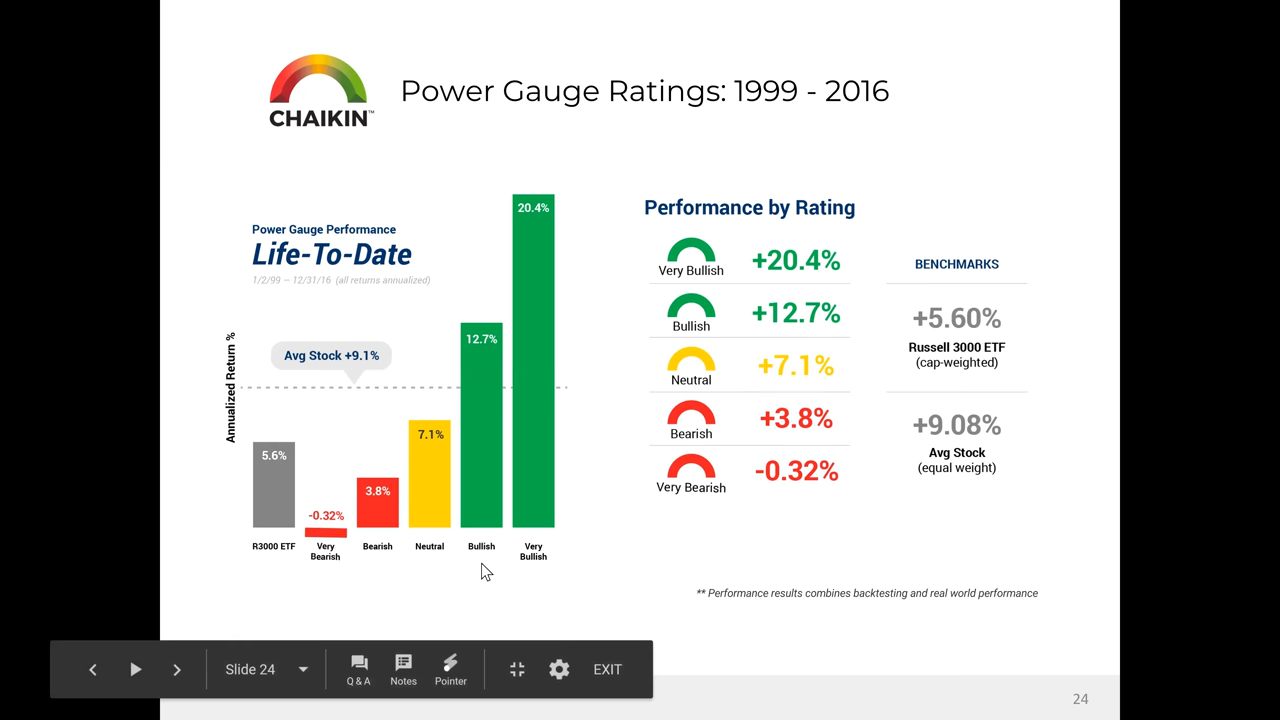 CHAIKIN™
Power Gauge Ratings: 1999 - 2016
Power Gauge Performance
Life-To-Date
1/2/99 – 12/31/16 (all returns annualized)
Annualized Return %
Avg Stock +9.1%
5.6%
-0.32%
3.8%
7.1%
12.7%
20.4%
R3000 ETF
Very
Bearish
Bearish
Neutral
Bullish
Very
Bullish
Performance by Rating
Very Bullish
+20.4%
Bullish
+12.7%
Neutral
+7.1%
Bearish
+3.8%
Very Bearish
-0.32%
BENCHMARKS
+5.60%
Russell 3000 ETF
(cap-weighted)
+9.08%
Avg Stock
(equal weight)
** Performance results combines backtesting and real world performance
Slide 24
Q & A
Notes
Pointer
EXIT
24